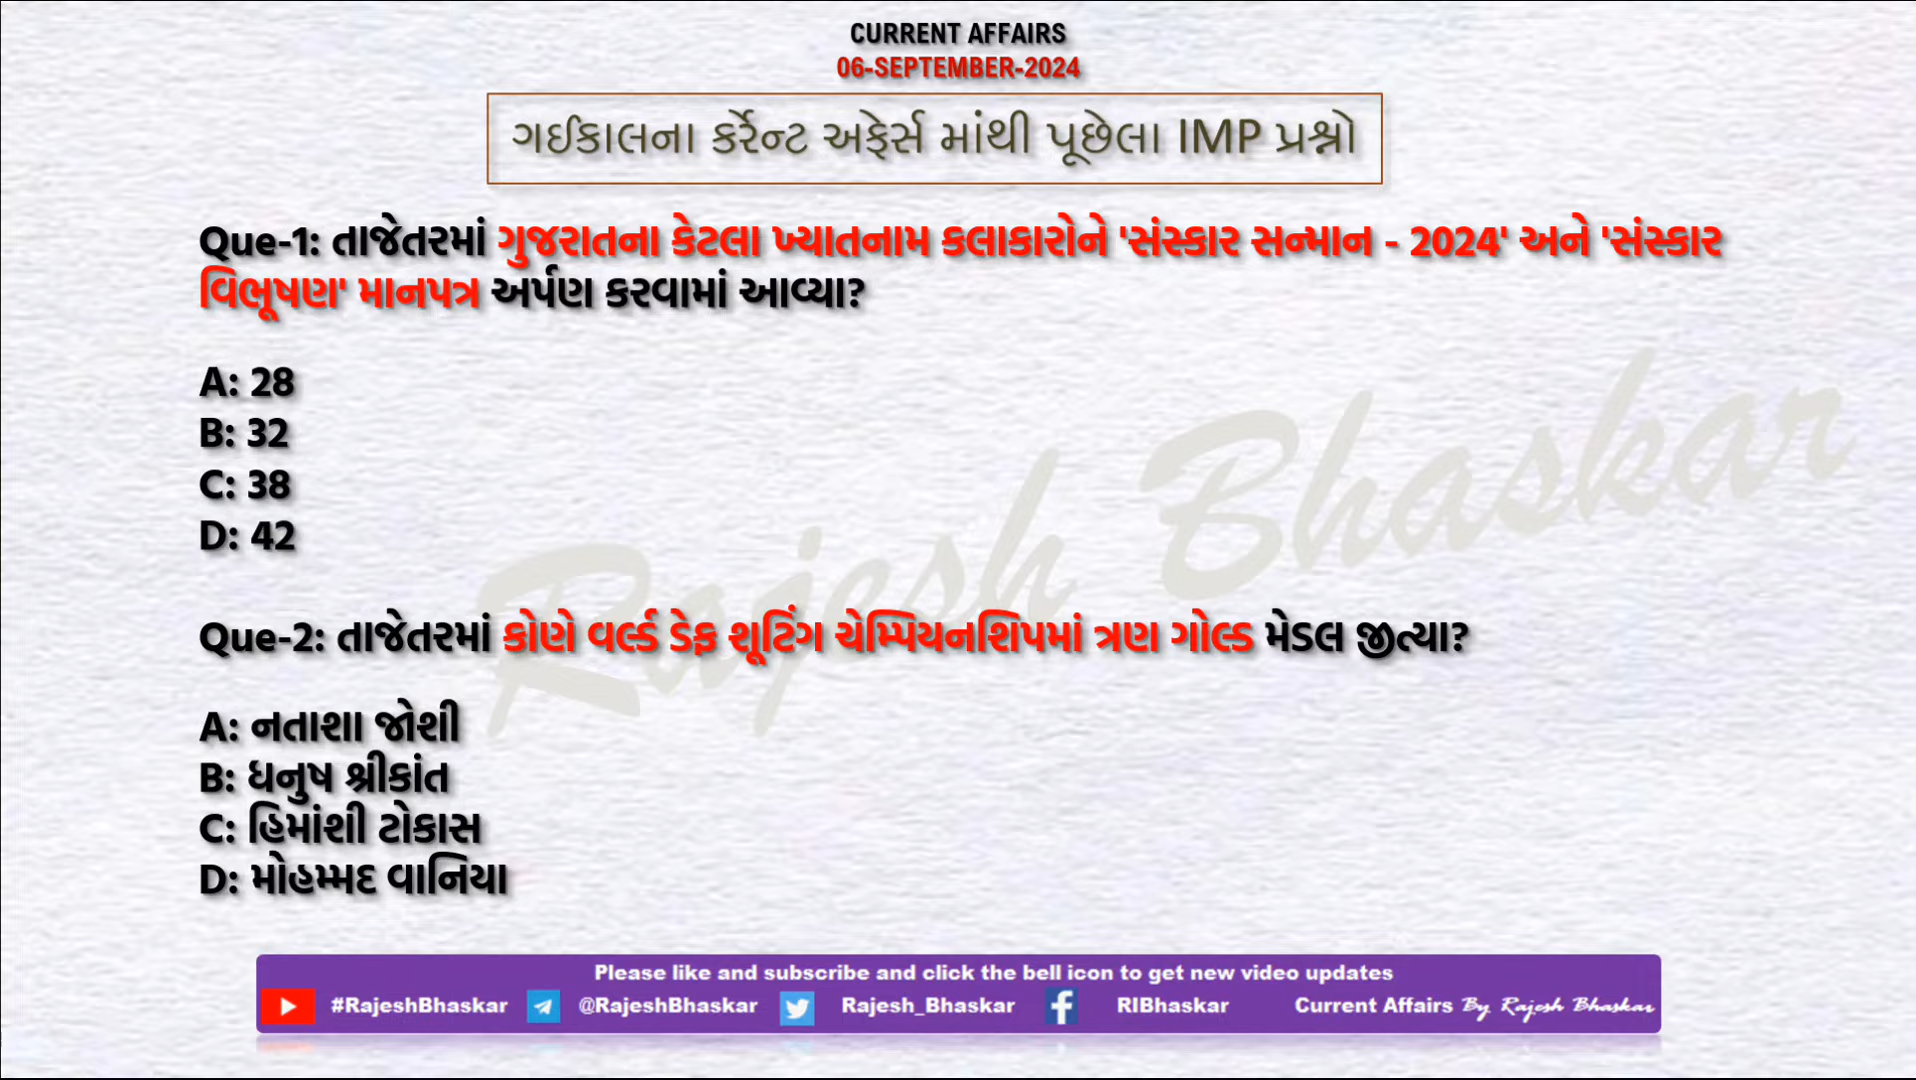 CURRENT AFFAIRS
06-SEPTEMBER-2024
ગઈકાલના કર્રેન્ટ અફેર્સ માંથી પૂછેલા IMP પ્રશ્નો
Que-1: તાજેતરમાં ગુજરાતના કેટલા ખ્યાતનામ કલાકારોને 'સંસ્કાર સન્માન - 2024' અને 'સંસ્કાર
વિભૂષણ' માનપત્ર અર્પણ કરવામાં આવ્યા?
A: 28
B: 32
C: 38
D: 42
Que-2: તાજેતરમાં કોણે વર્લ્ડ ડેફ શૂટિંગ ચેમ્પિયનશિપમાં ત્રણ ગોલ્ડ મેડલ જીત્યા?
A: નતાશા જોશી
B: ધનુષ શ્રીકાંત
C: હિમાંશી ટોકાસ
D: મોહમ્મદ વાનિયા
Rajesh Bhaskar
Please like and subscribe and click the bell icon to get new video updates
#RajeshBhaskar @RajeshBhaskar Rajesh_Bhaskar RIBhaskar Current Affairs By Rajesh Bhaskar